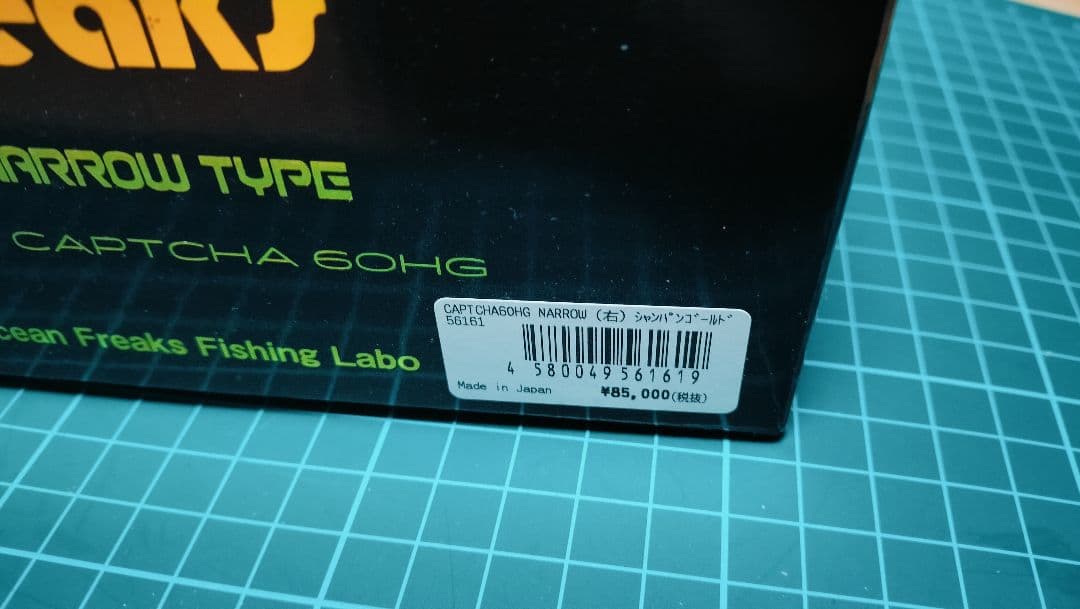 eaks
NARROW TYPE
CAPTCHA 60HG
cean Freaks Fishing Labo
CAPTCHA60HG NARROW (右) ｼｬﾝﾊﾟﾝｺﾞｰﾙﾄﾞ
56161
4 580049 561619
Made in Japan ¥85,000(税抜)